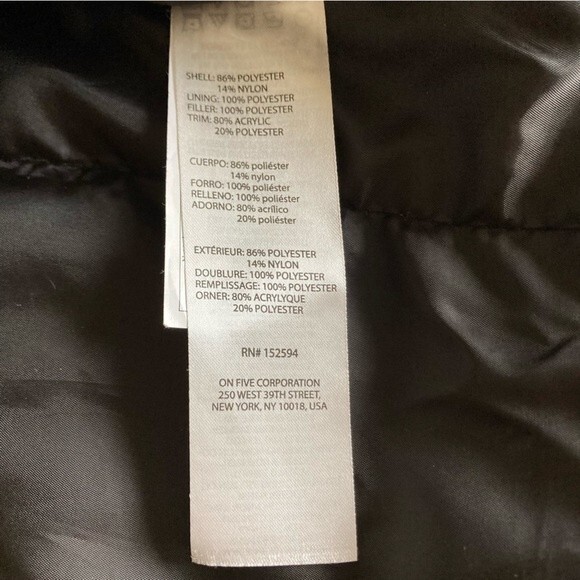 SHELL: 86% POLYESTER
14% NYLON
LINING: 100% POLYESTER
FILLER: 100% POLYESTER
TRIM: 80% ACRYLIC
20% POLYESTER
CUERPO: 86% poliéster
14% nylon
FORRO: 100% poliéster
RELLENO: 100% poliéster
ADORNO: 80% acrílico
20% poliéster
EXTÉRIEUR: 86% POLYESTER
14% NYLON
DOUBLURE: 100% POLYESTER
REMPLISSAGE: 100% POLYESTER
ORNER: 80% ACRYLYQUE
20% POLYESTER
RN# 152594
ON FIVE CORPORATION
250 WEST 39TH STREET,
NEW YORK, NY 10018, USA